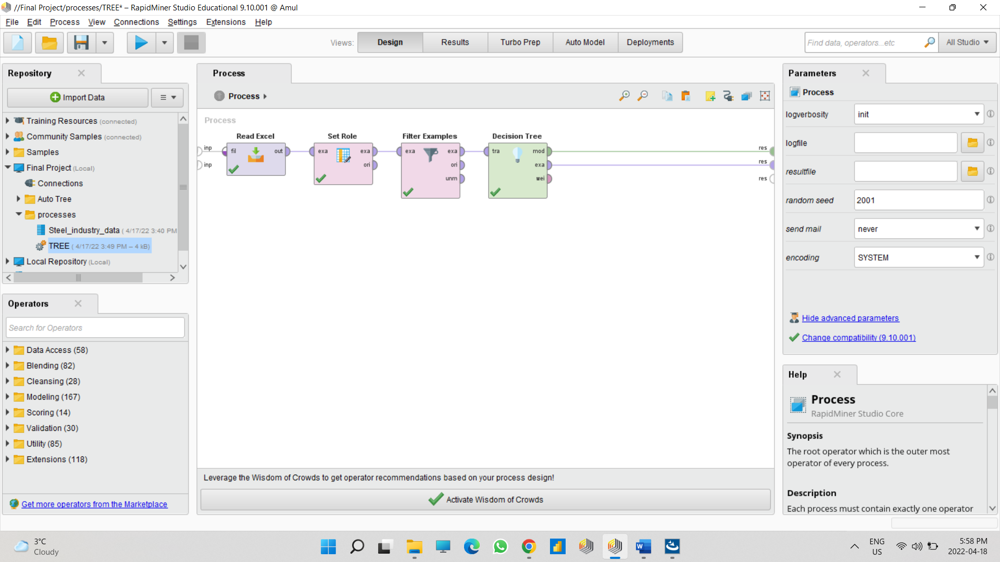 //Final Project/processes/TREE* – RapidMiner Studio Educational 9.10.001 @ Amul
File Edit Process View Connections Settings Extensions Help
Views: Design Results Turbo Prep Auto Model Deployments
Find data, operators...etc All Studio
Repository
Import Data
Training Resources (connected)
Community Samples (connected)
Samples
Final Project (Local)
Connections
Auto Tree
processes
Steel_industry_data ( 4/17/22 3:40 PM
TREE ( 4/17/22 3:49 PM – 4 kB)
Local Repository (Local)
Operators
Search for Operators
Data Access (58)
Blending (82)
Cleansing (28)
Modeling (167)
Scoring (14)
Validation (30)
Utility (85)
Extensions (118)
Get more operators from the Marketplace
Process
Process
Process
Read Excel Set Role Filter Examples Decision Tree
inp fil out exa exa exa exa tra mod res
inp ori ori exa res
unm wei res
Leverage the Wisdom of Crowds to get operator recommendations based on your process design!
Activate Wisdom of Crowds
Parameters
Process
logverbosity init
logfile
resultfile
random seed 2001
send mail never
encoding SYSTEM
Hide advanced parameters
Change compatibility (9.10.001)
Help
Process
RapidMiner Studio Core
Synopsis
The root operator which is the outer most
operator of every process.
Description
Each process must contain exactly one operator
3°C
Cloudy
ENG
US
5:58 PM
2022-04-18